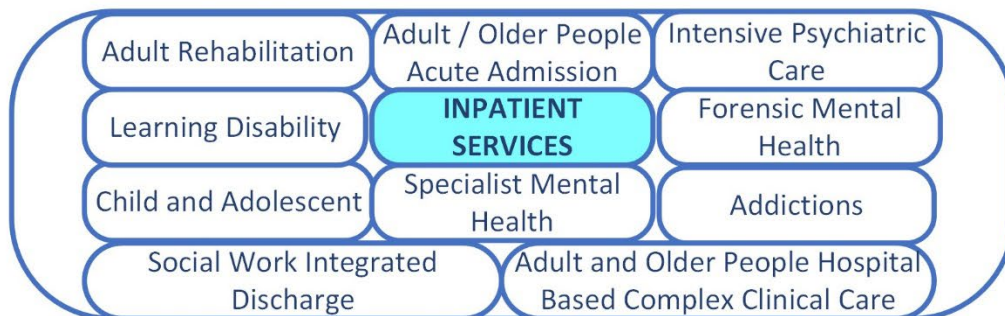 Adult Rehabilitation
Adult / Older People
Acute Admission
Intensive Psychiatric
Care
Learning Disability
INPATIENT
SERVICES
Forensic Mental
Health
Child and Adolescent
Specialist Mental
Health
Addictions
Social Work Integrated
Discharge
Adult and Older People Hospital
Based Complex Clinical Care